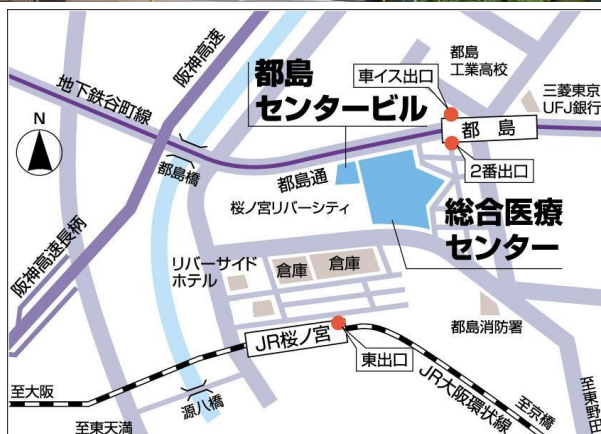 都島
工業高校
車イス出口
三菱東京
UFJ銀行
都島
センタービル
都島
2番出口
阪神高速
地下鉄谷町線
N
都島橋
都島通
桜ノ宮リバーシティ
総合医療
センター
阪神高速長柄
リバーサイド
ホテル
倉庫
倉庫
都島消防署
JR桜ノ宮
東出口
JR大阪環状線
至大阪
至東天満
源八橋
至京橋
至東野田